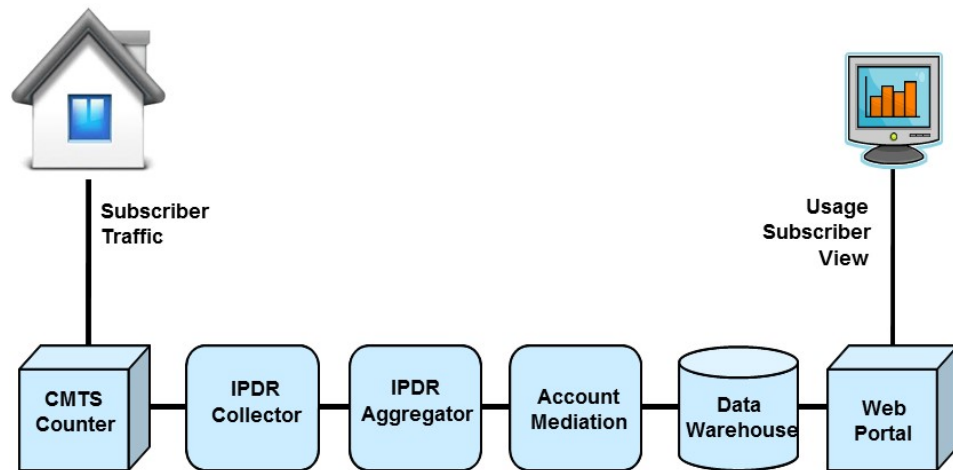 Subscriber
Traffic
Usage
Subscriber
View
CMTS
Counter
IPDR
Collector
IPDR
Aggregator
Account
Mediation
Data
Warehouse
Web
Portal